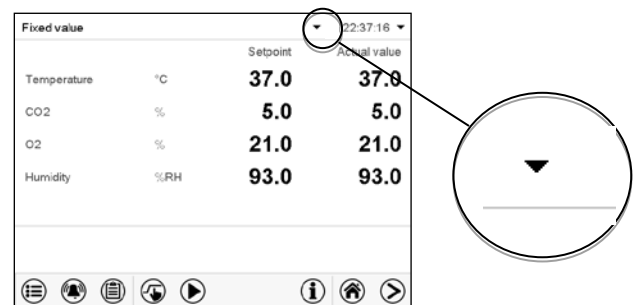 Fixed value 22:37:16
Setpoint Actual value
Temperature °C 37.0 37.0
CO2 % 5.0 5.0
O2 % 21.0 21.0
Humidity %RH 93.0 93.0